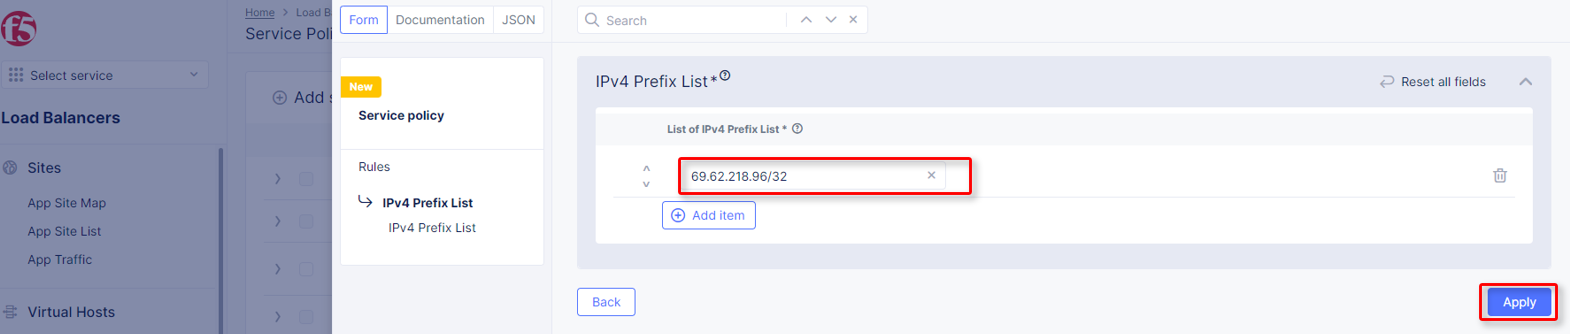 f5
Home > Load B
Service Poli
Select service
Load Balancers
Sites
App Site Map
App Site List
App Traffic
Virtual Hosts
Add s
Form
Documentation
JSON
New
Service policy
Rules
IPv4 Prefix List
IPv4 Prefix List
Search
IPv4 Prefix List*
Reset all fields
List of IPv4 Prefix List *
69.62.218.96/32
Add item
Back
Apply